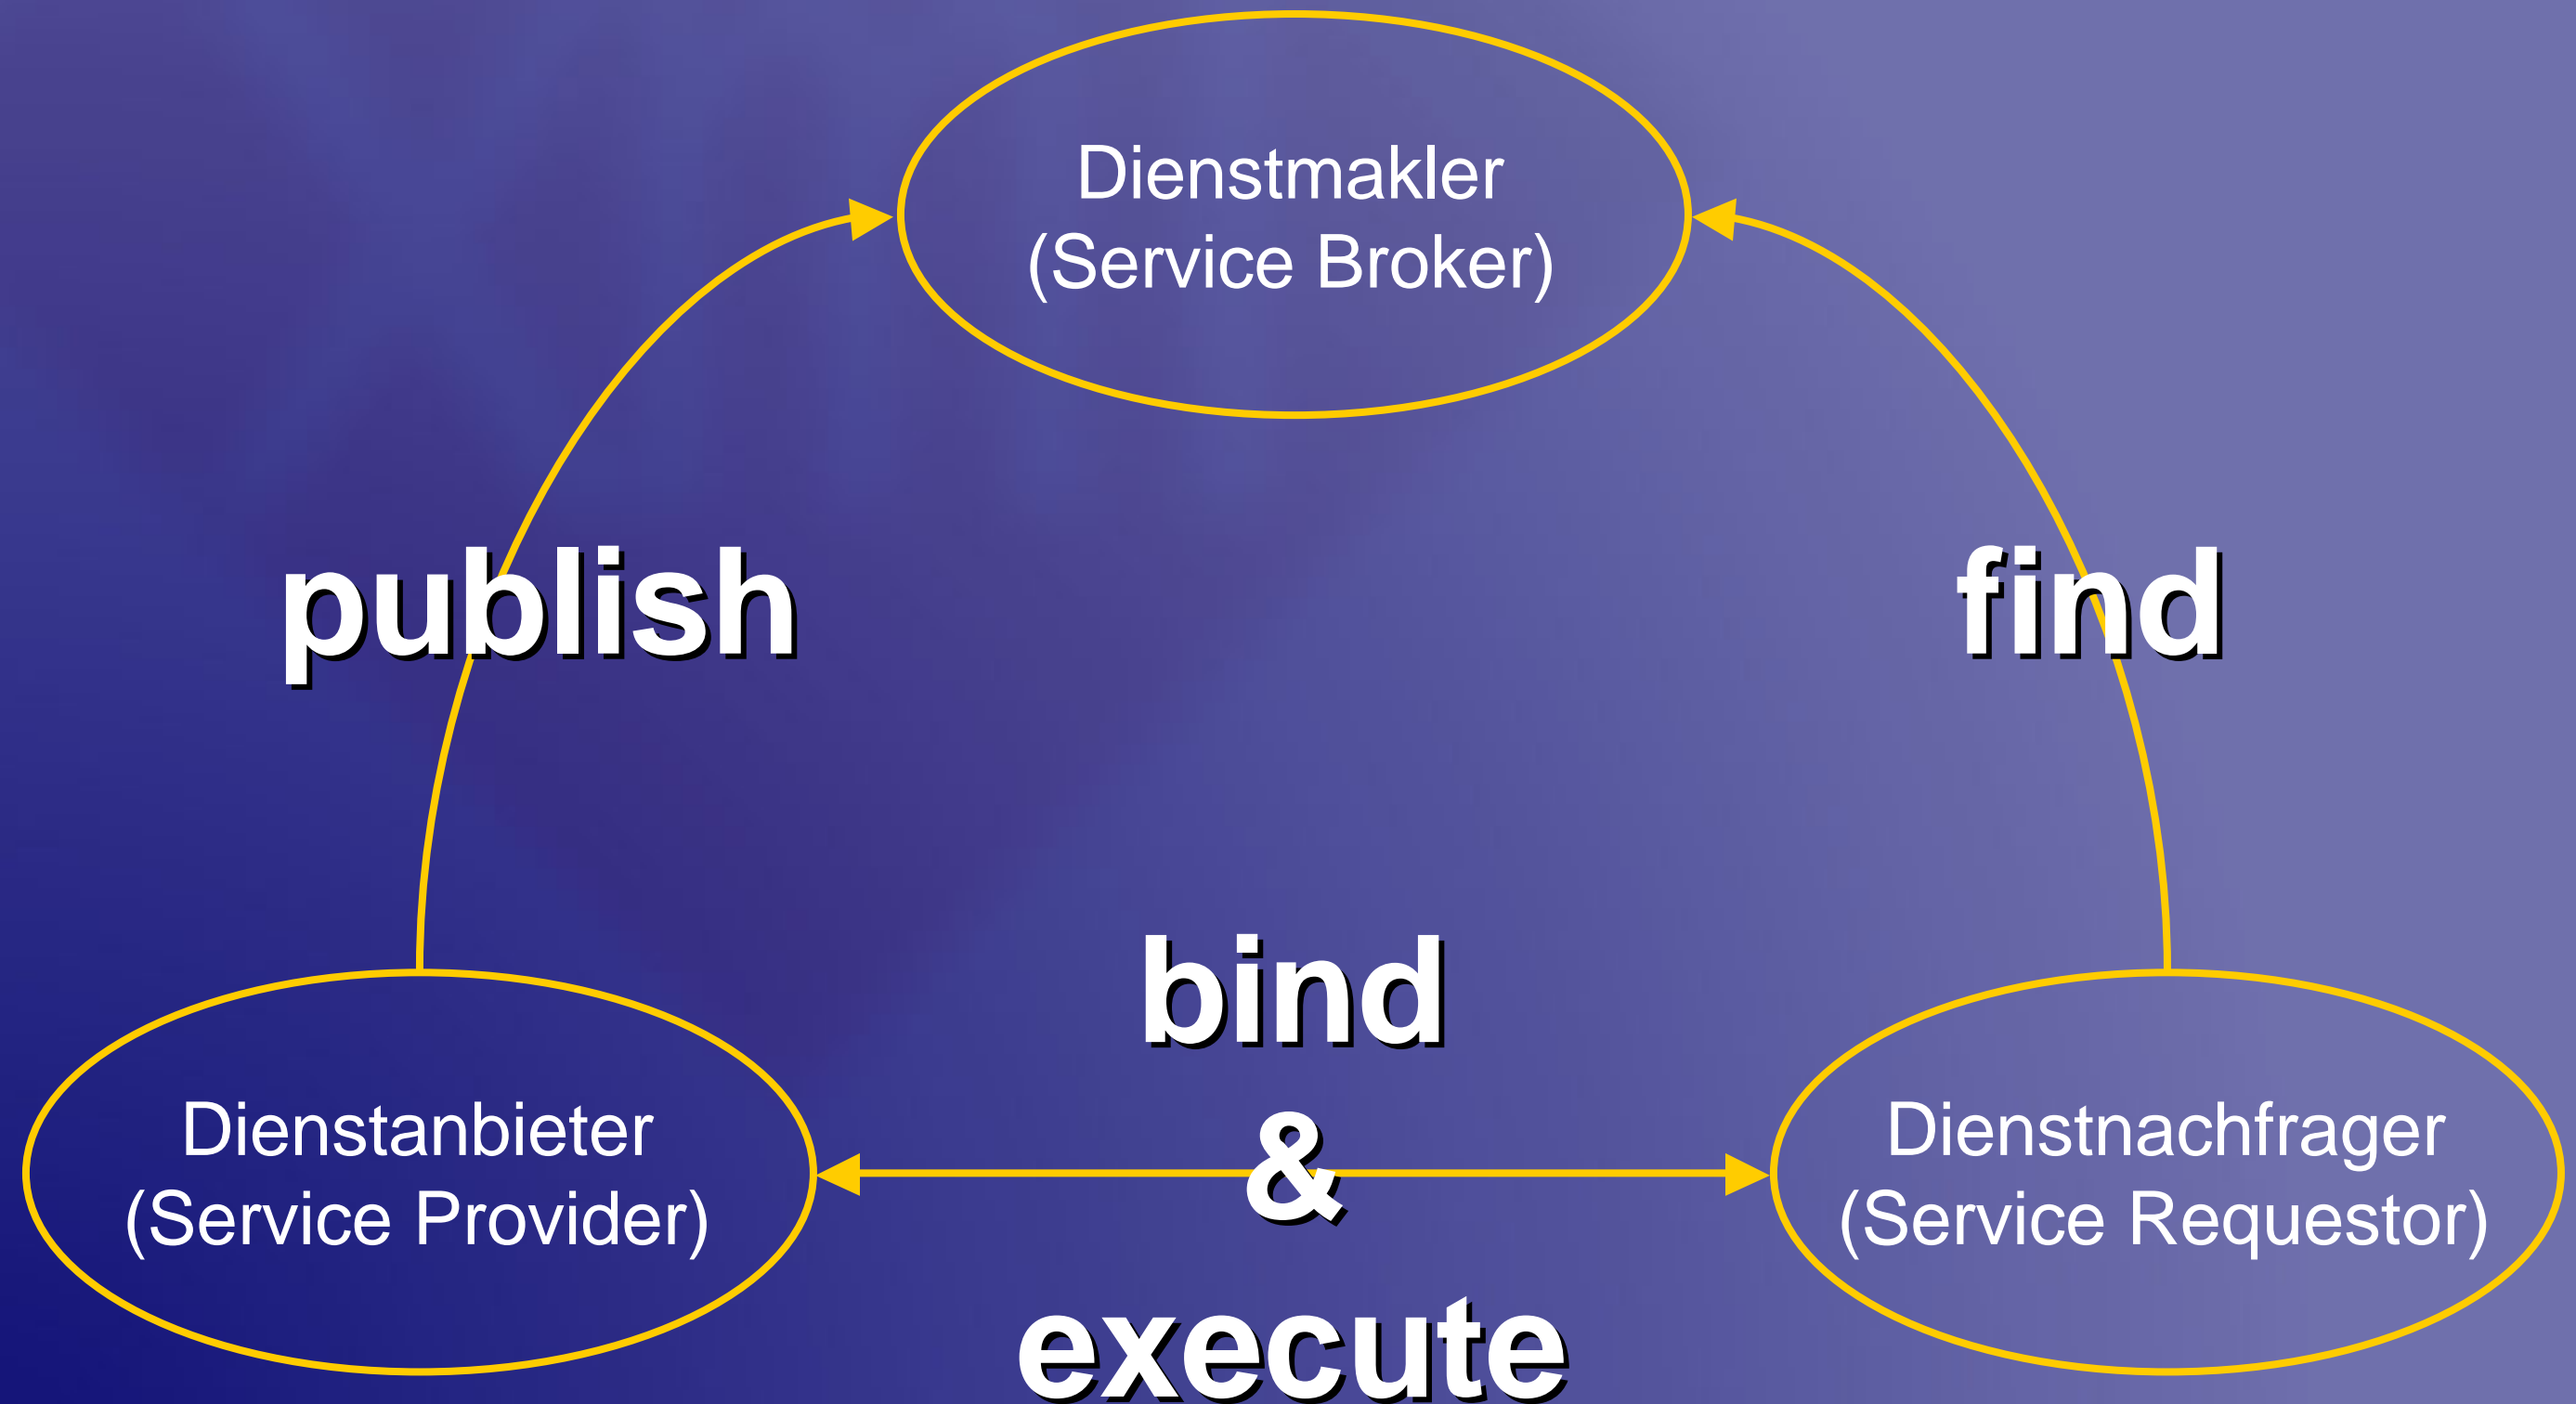 Dienstmakler
(Service Broker)
publish
find
bind
&
execute
Dienstanbieter
(Service Provider)
Dienstnachfrager
(Service Requestor)